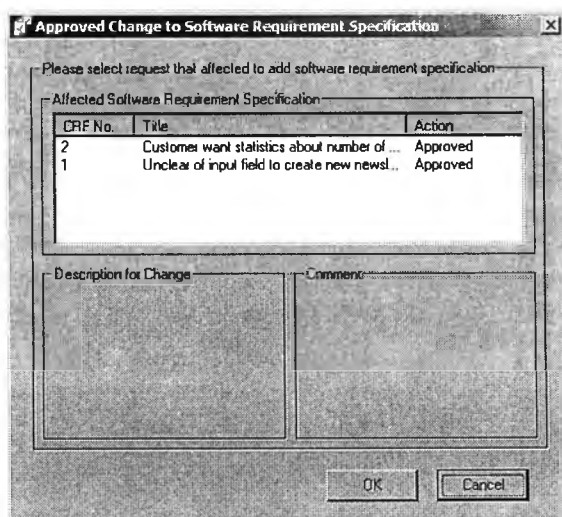 Approved Change to Software Requirement Specification
Please select request that affected to add software requirement specification
Affected Software Requirement Specification
CRF No. Title Action
2 Customer want statistics about number of ... Approved
1 Unclear of input field to create new newsl... Approved
Description for Change Comment
OK Cancel